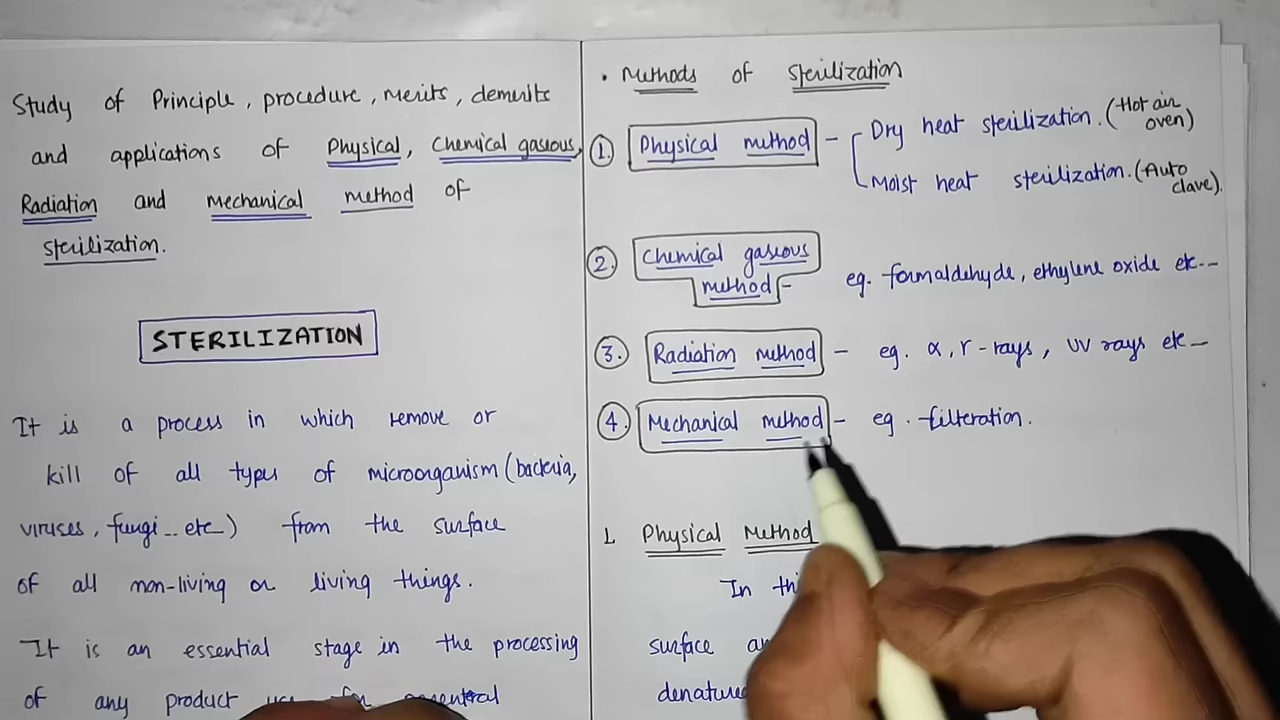 Study of Principle, procedure, merits, demerits
and applications of Physical, Chemical gaseous,
Radiation and mechanical method of
sterilization.
STERILIZATION
It is a process in which remove or
kill of all types of microorganism (bacteria,
viruses, fungi... etc) from the surface
of all non-living or living things.
It is an essential stage in the processing
of any product
• Methods of sterilization
1. Physical method - Dry heat sterilization. (Hot air oven)
Moist heat sterilization. (Auto clave).
2. Chemical gaseous method - eg. formaldehyde, ethylene oxide etc--
3. Radiation method - eg. α, r-rays, UV rays etc--
4. Mechanical method - eg. filteration.
1. Physical Method
In
surface
denature